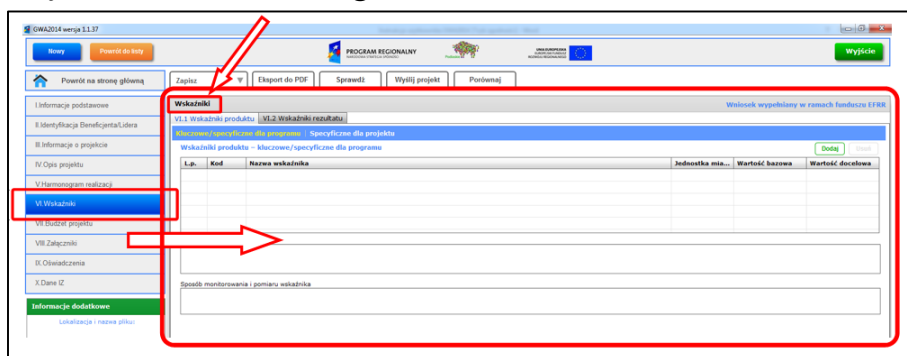 GWA2014 wersja 1.1.37
Nowy
Powrót do listy
PROGRAM REGIONALNY
NARODOWA STRATEGIA SPÓJNOŚCI
UNIA EUROPEJSKA
Wyjście
Powrót na stronę główną
Zapisz
Eksport do PDF
Sprawdź
Wyślij projekt
Porównaj
I.Informacje podstawowe
II.Identyfikacja Beneficjenta/Lidera
III.Informacje o projekcie
IV.Opis projektu
V.Harmonogram realizacji
VI.Wskaźniki
VII.Budżet projektu
VIII.Załączniki
IX.Oświadczenia
X.Dane IZ
Informacje dodatkowe
Lokalizacja i nazwa pliku:
Wskaźniki
Wniosek wypełniany w ramach funduszu EFRR
VI.1 Wskaźniki produktu
VI.2 Wskaźniki rezultatu
Kluczowe/specyficzne dla programu
Specyficzne dla projektu
Wskaźniki produktu – kluczowe/specyficzne dla programu
Dodaj
Usuń
L.p.
Kod
Nazwa wskaźnika
Jednostka mia...
Wartość bazowa
Wartość docelowa
Sposób monitorowania i pomiaru wskaźnika